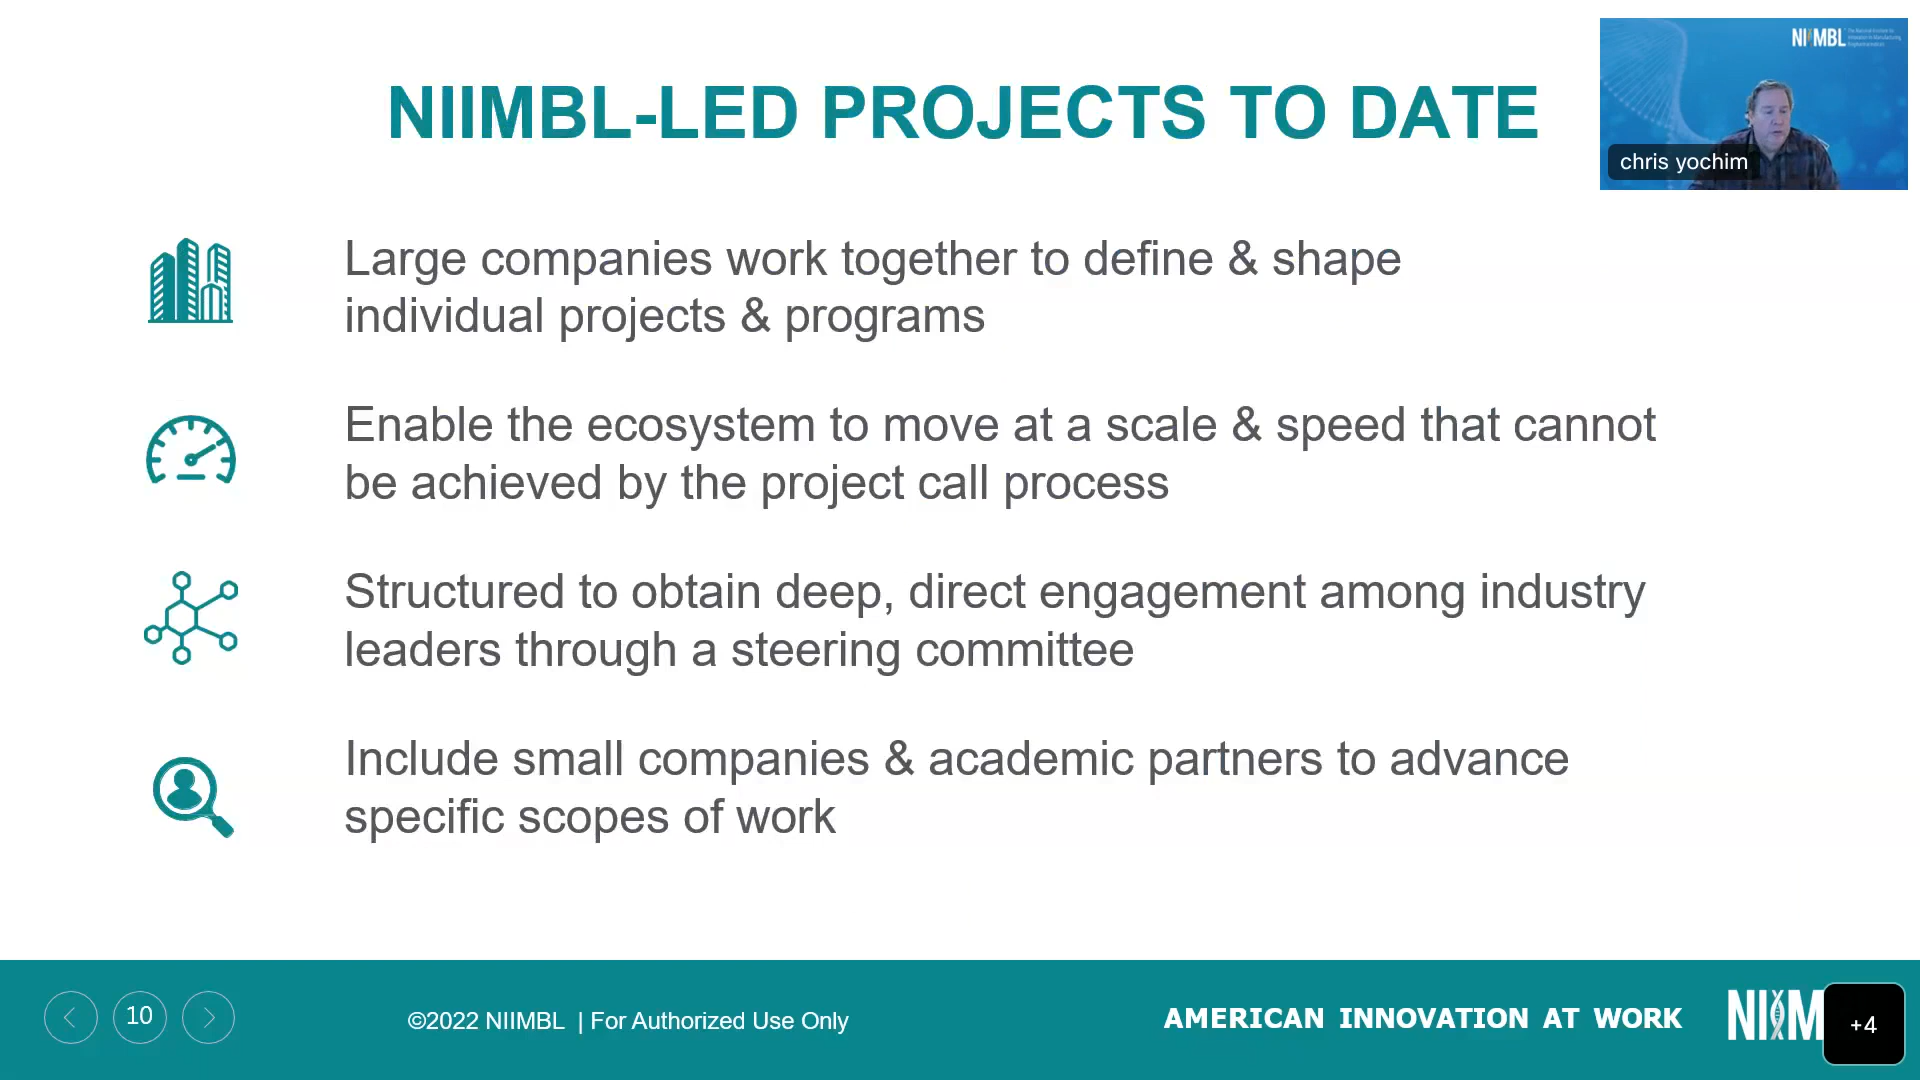 NIIMBL-LED PROJECTS TO DATE
NIIMBL
chris yochim
Large companies work together to define & shape
individual projects & programs
Enable the ecosystem to move at a scale & speed that cannot
be achieved by the project call process
Structured to obtain deep, direct engagement among industry
leaders through a steering committee
Include small companies & academic partners to advance
specific scopes of work
10
©2022 NIIMBL | For Authorized Use Only
AMERICAN INNOVATION AT WORK
NIIM
+4